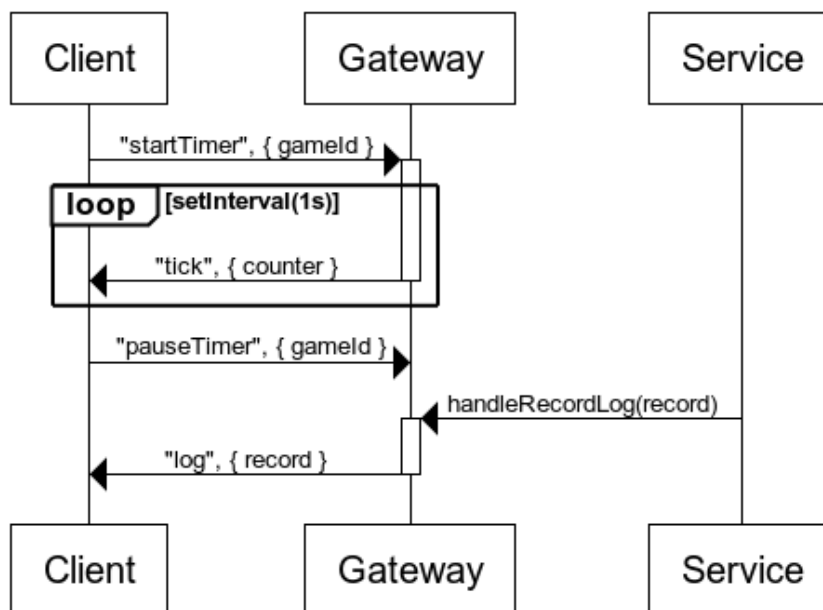 Client Gateway Service
"startTimer", { gameId }
loop [setInterval(1s)]
"tick", { counter }
"pauseTimer", { gameId }
handleRecordLog(record)
"log", { record }
Client Gateway Service